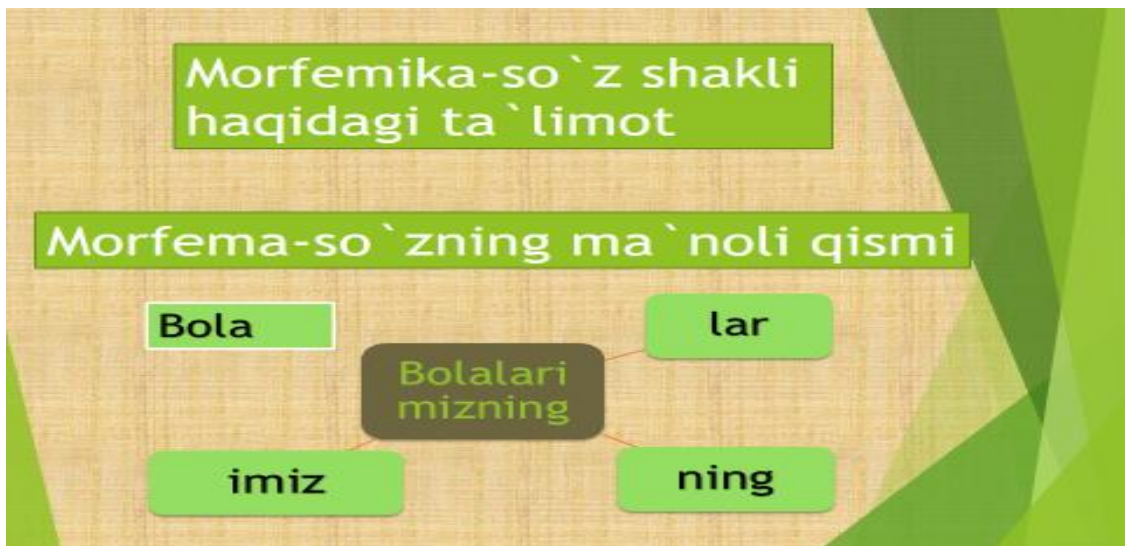 Morfemika-so`z shakli
haqidagi ta`limot
Morfema-so`zning ma`noli qismi
Bola
lar
Bolalari
mizning
imiz
ning